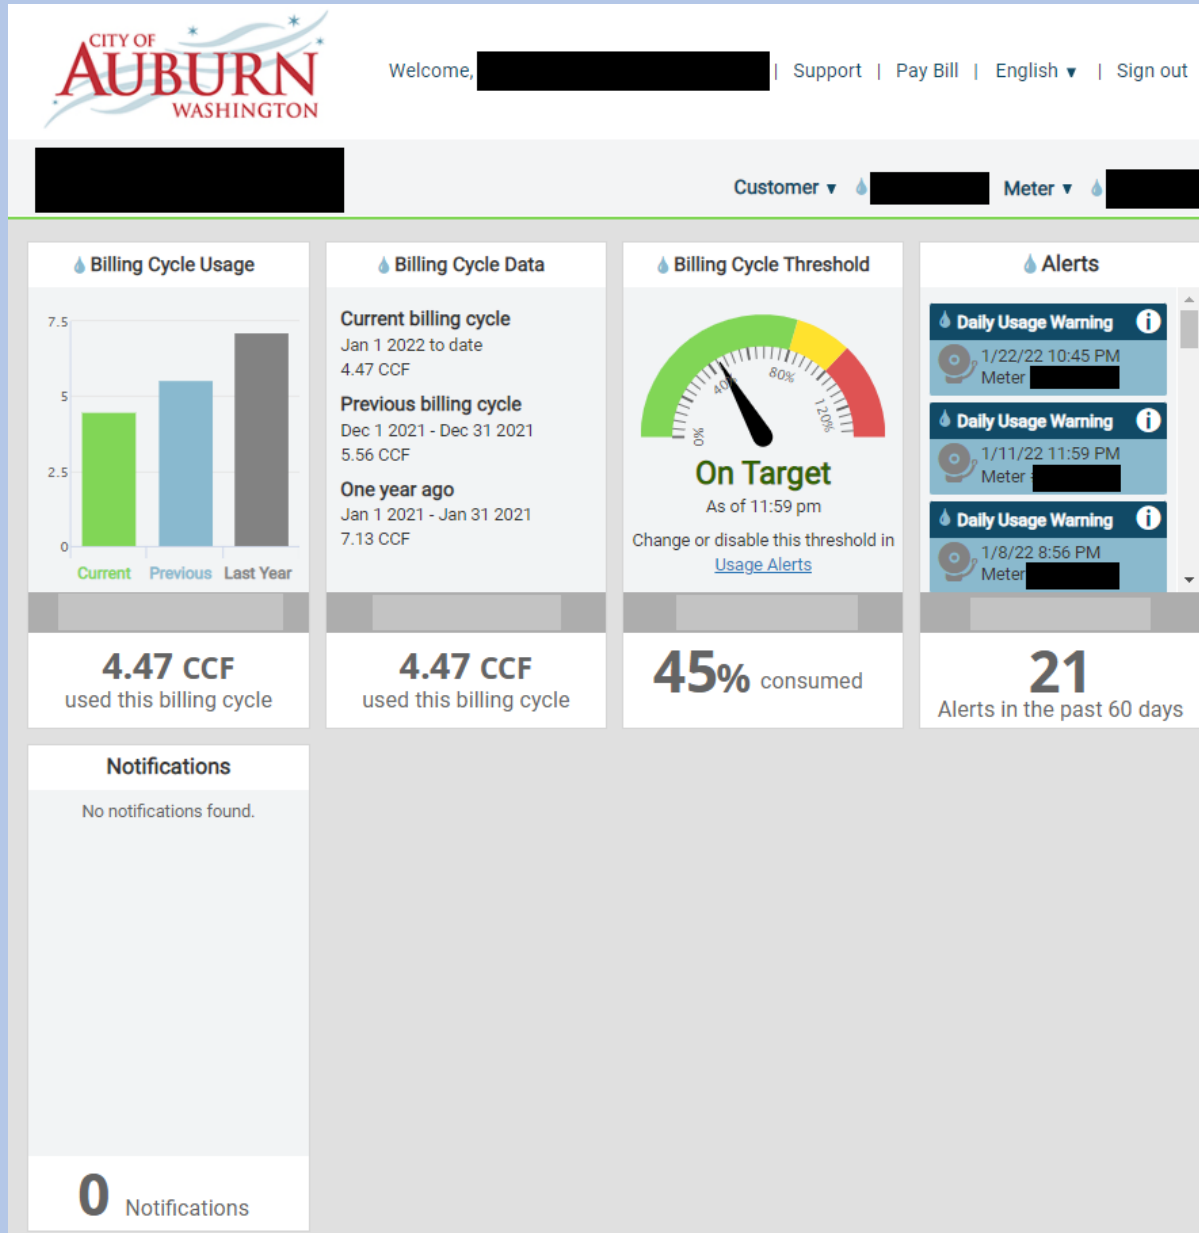 CITY OF
AUBURN
WASHINGTON
Welcome, | Support | Pay Bill | English ▼ | Sign out
Customer ▼ Meter ▼
Billing Cycle Usage
7.5
5
2.5
0
Current Previous Last Year
4.47 CCF
used this billing cycle
Billing Cycle Data
Current billing cycle
Jan 1 2022 to date
4.47 CCF
Previous billing cycle
Dec 1 2021 - Dec 31 2021
5.56 CCF
One year ago
Jan 1 2021 - Jan 31 2021
7.13 CCF
4.47 CCF
used this billing cycle
Billing Cycle Threshold
0%
40%
80%
120%
On Target
As of 11:59 pm
Change or disable this threshold in
Usage Alerts
45% consumed
Alerts
Daily Usage Warning i
1/22/22 10:45 PM
Meter
Daily Usage Warning i
1/11/22 11:59 PM
Meter
Daily Usage Warning i
1/8/22 8:56 PM
Meter
21
Alerts in the past 60 days
Notifications
No notifications found.
0 Notifications